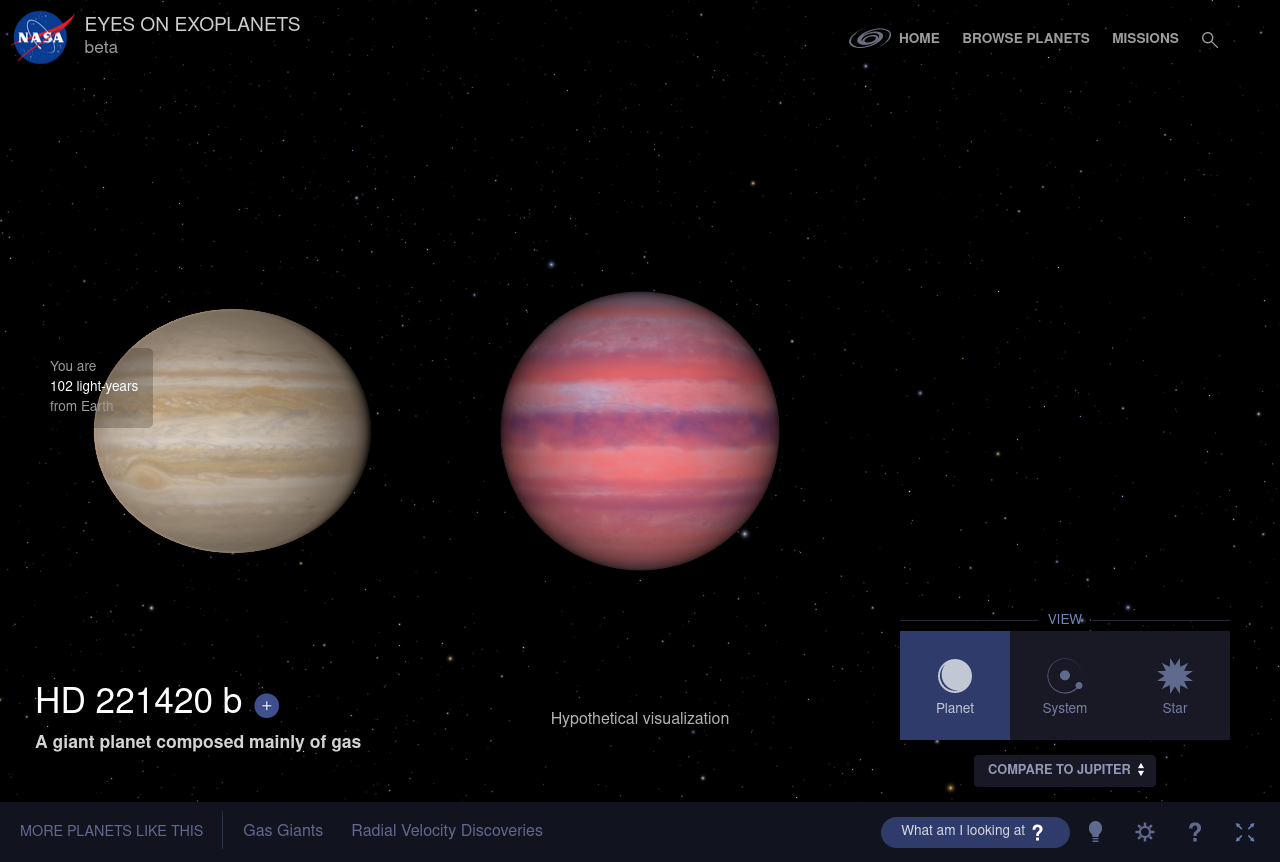 NASA
EYES ON EXOPLANETS
beta
HOME
BROWSE PLANETS
MISSIONS
You are
102 light-years
from Earth
VIEW
Planet
System
Star
HD 221420 b +
A giant planet composed mainly of gas
Hypothetical visualization
COMPARE TO JUPITER
MORE PLANETS LIKE THIS
Gas Giants
Radial Velocity Discoveries
What am I looking at ?
?